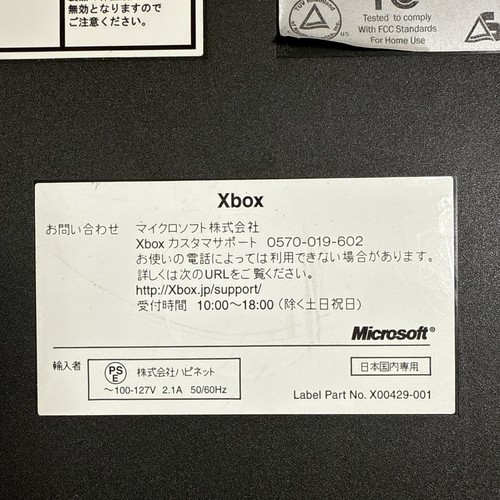 無効となりますので
ご注意ください。
Tested to comply
With FCC Standards
For Home Use
US
Xbox
お問い合わせ マイクロソフト株式会社
Xbox カスタマサポート 0570-019-602
お使いの電話によっては利用できない場合があります。
詳しくは次のURLをご覧ください。
http://Xbox.jp/support/
受付時間 10:00～18:00 (除く土日祝日)
Microsoft®
輸入者 PSE 株式会社ハピネット
～100-127V 2.1A 50/60Hz
日本国内専用
Label Part No. X00429-001